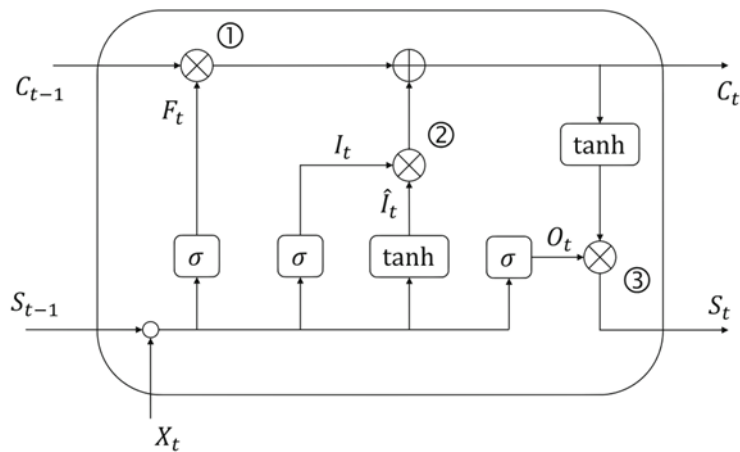 ①
C_{t−1}
C_t
F_t
②
I_t
tanh
Î_t
σ
σ
tanh
σ
O_t
③
S_{t−1}
S_t
X_t